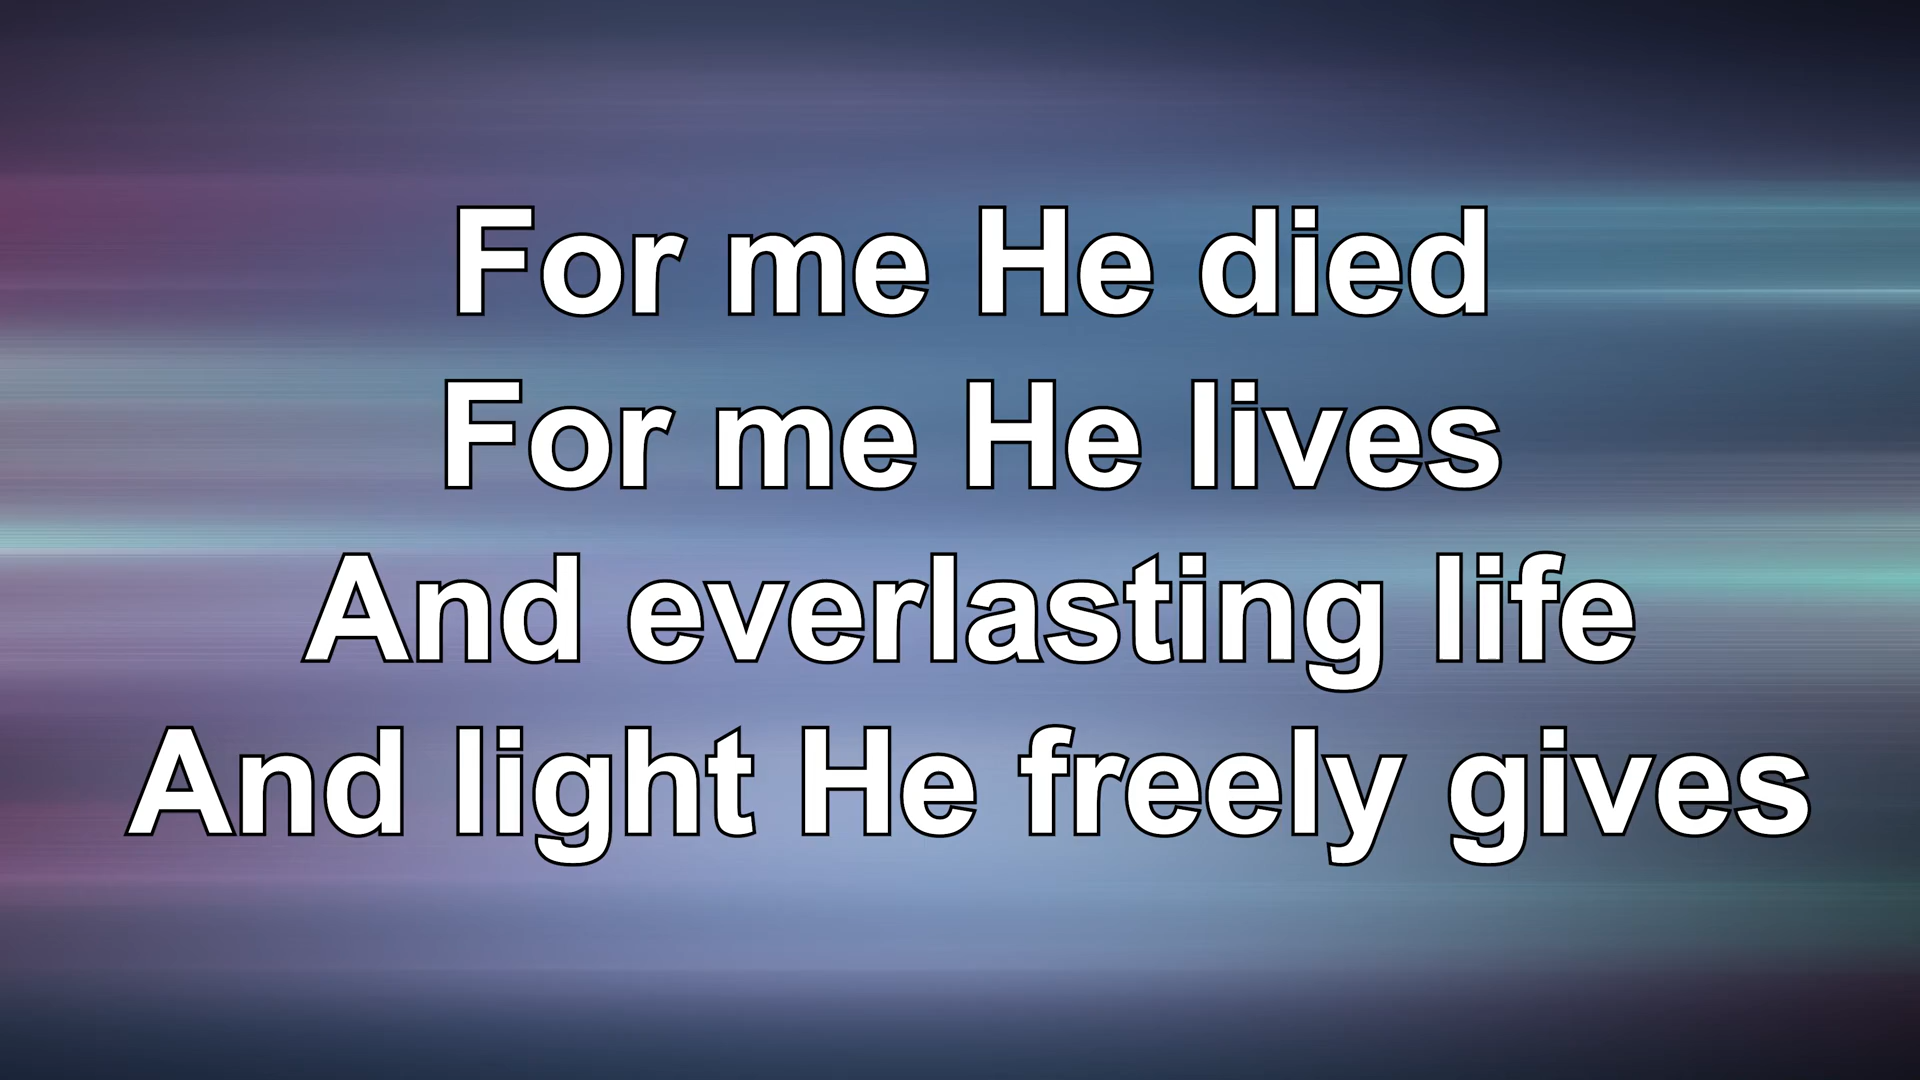 For me He died
For me He lives
And everlasting life
And light He freely gives